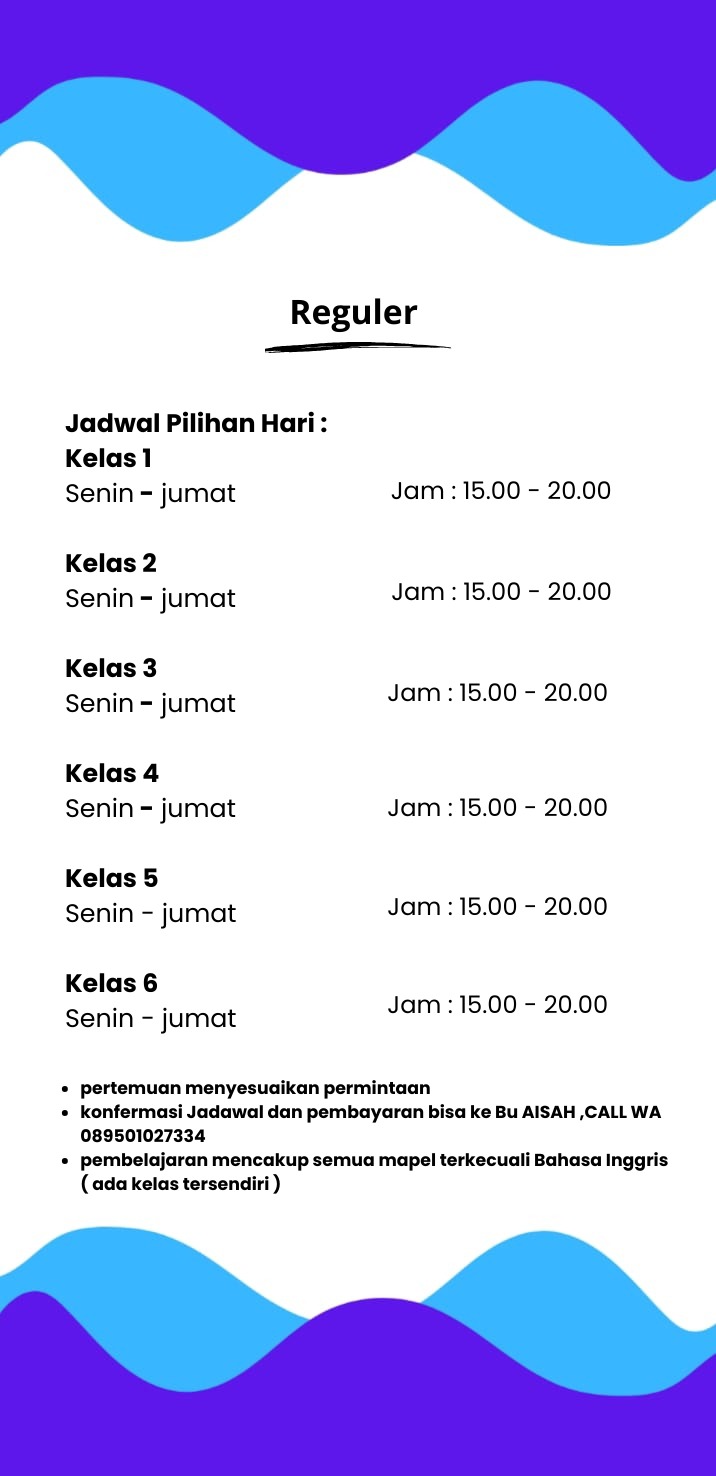 Reguler
Jadwal Pilihan Hari :
Kelas 1
Senin - jumat Jam : 15.00 - 20.00
Kelas 2
Senin - jumat Jam : 15.00 - 20.00
Kelas 3
Senin - jumat Jam : 15.00 - 20.00
Kelas 4
Senin - jumat Jam : 15.00 - 20.00
Kelas 5
Senin - jumat Jam : 15.00 - 20.00
Kelas 6
Senin - jumat Jam : 15.00 - 20.00
• pertemuan menyesuaikan permintaan
• konfermasi Jadawal dan pembayaran bisa ke Bu AISAH ,CALL WA
089501027334
• pembelajaran mencakup semua mapel terkecuali Bahasa Inggris
( ada kelas tersendiri )